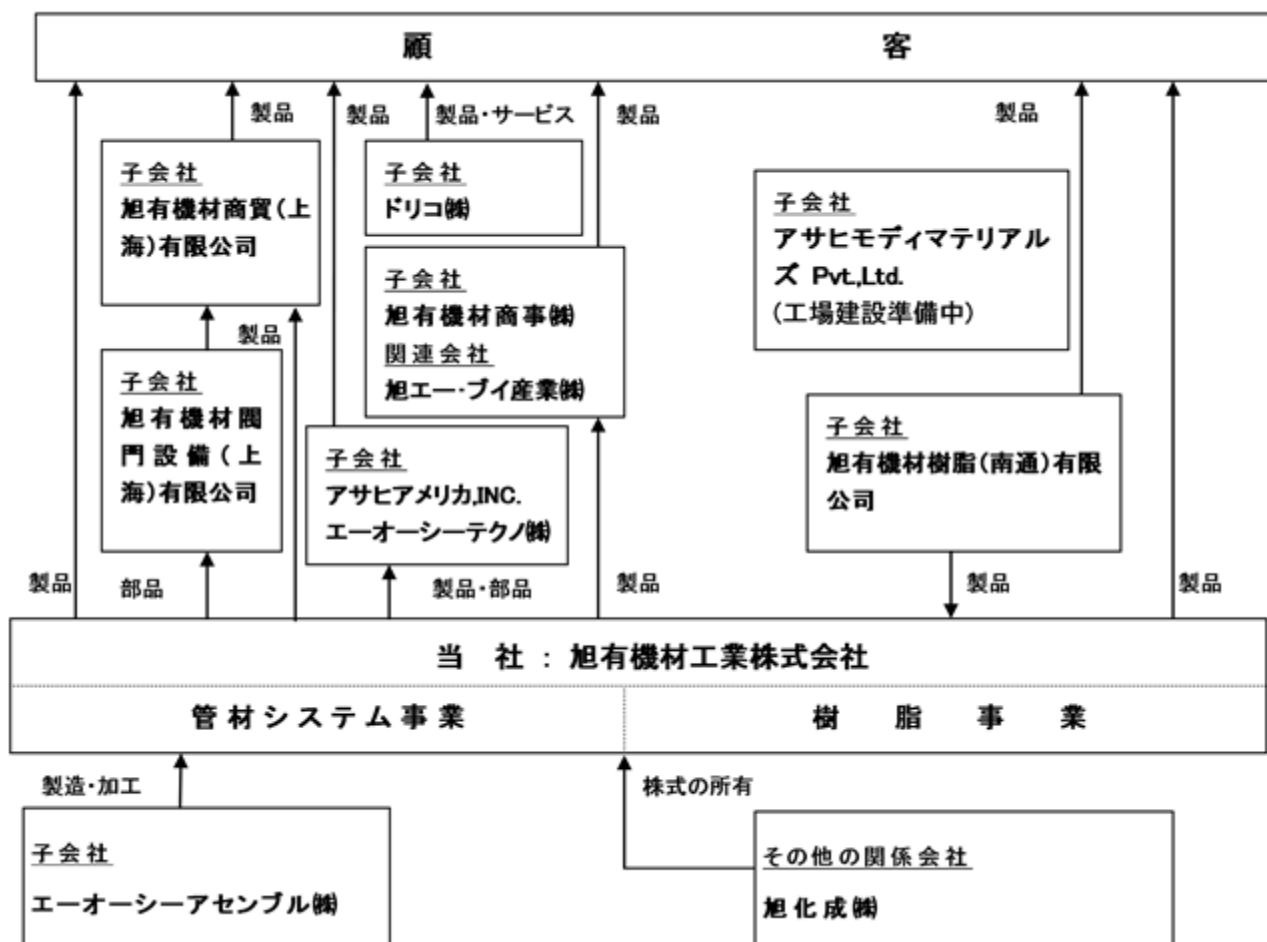 顧 客
製品
製品
製品・サービス
製品
製品
子会社
旭有機材商貿(上
海)有限公司
子会社
ドリコ㈱
子会社
アサヒモディマテリアル
ズ Pvt.,Ltd.
(工場建設準備中)
子会社
旭有機材商事㈱
関連会社
旭エー・ブイ産業㈱
製品
子会社
旭有機材閥
門設備(上
海)有限公司
子会社
アサヒアメリカ,INC.
エーオーシーテクノ㈱
子会社
旭有機材樹脂(南通)有限
公司
製品
部品
製品・部品
製品
製品
製品
当 社 : 旭有機材工業株式会社
管材システム事業
樹脂事業
製造・加工
株式の所有
子会社
エーオーシーアセンブル㈱
その他の関係会社
旭化成㈱